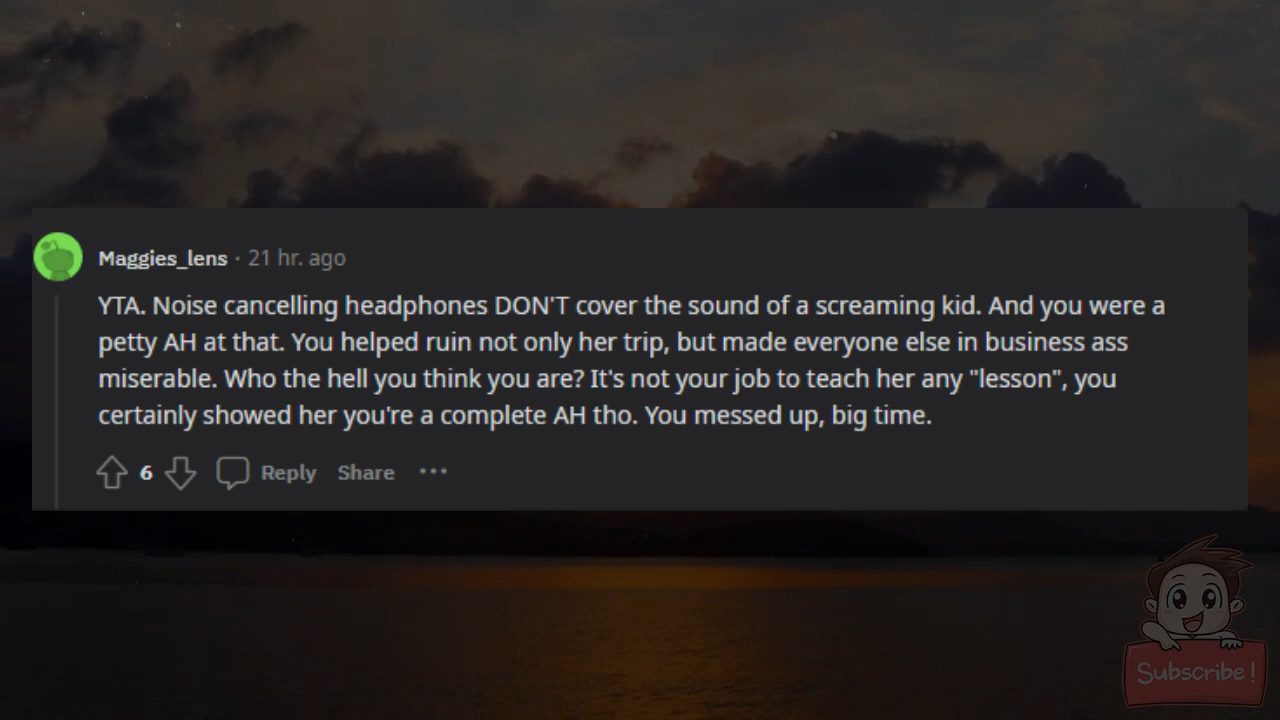 Maggies_lens · 21 hr. ago
YTA. Noise cancelling headphones DON'T cover the sound of a screaming kid. And you were a
petty AH at that. You helped ruin not only her trip, but made everyone else in business ass
miserable. Who the hell you think you are? It's not your job to teach her any "lesson", you
certainly showed her you're a complete AH tho. You messed up, big time.
6 Reply Share ···
Subscribe!